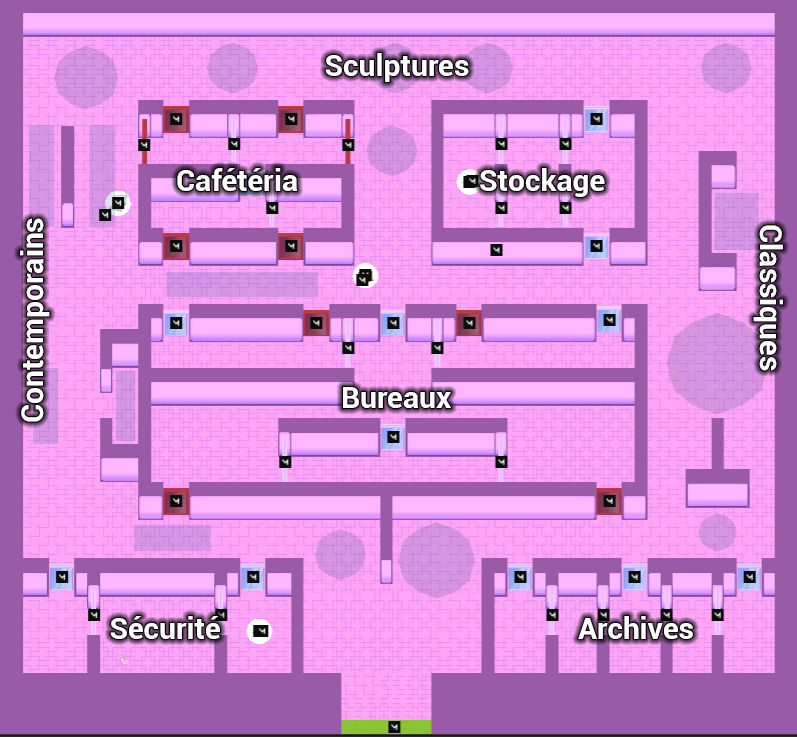 Sculptures
Cafétéria
Stockage
Contemporains
Classiques
Bureaux
Sécurité
Archives